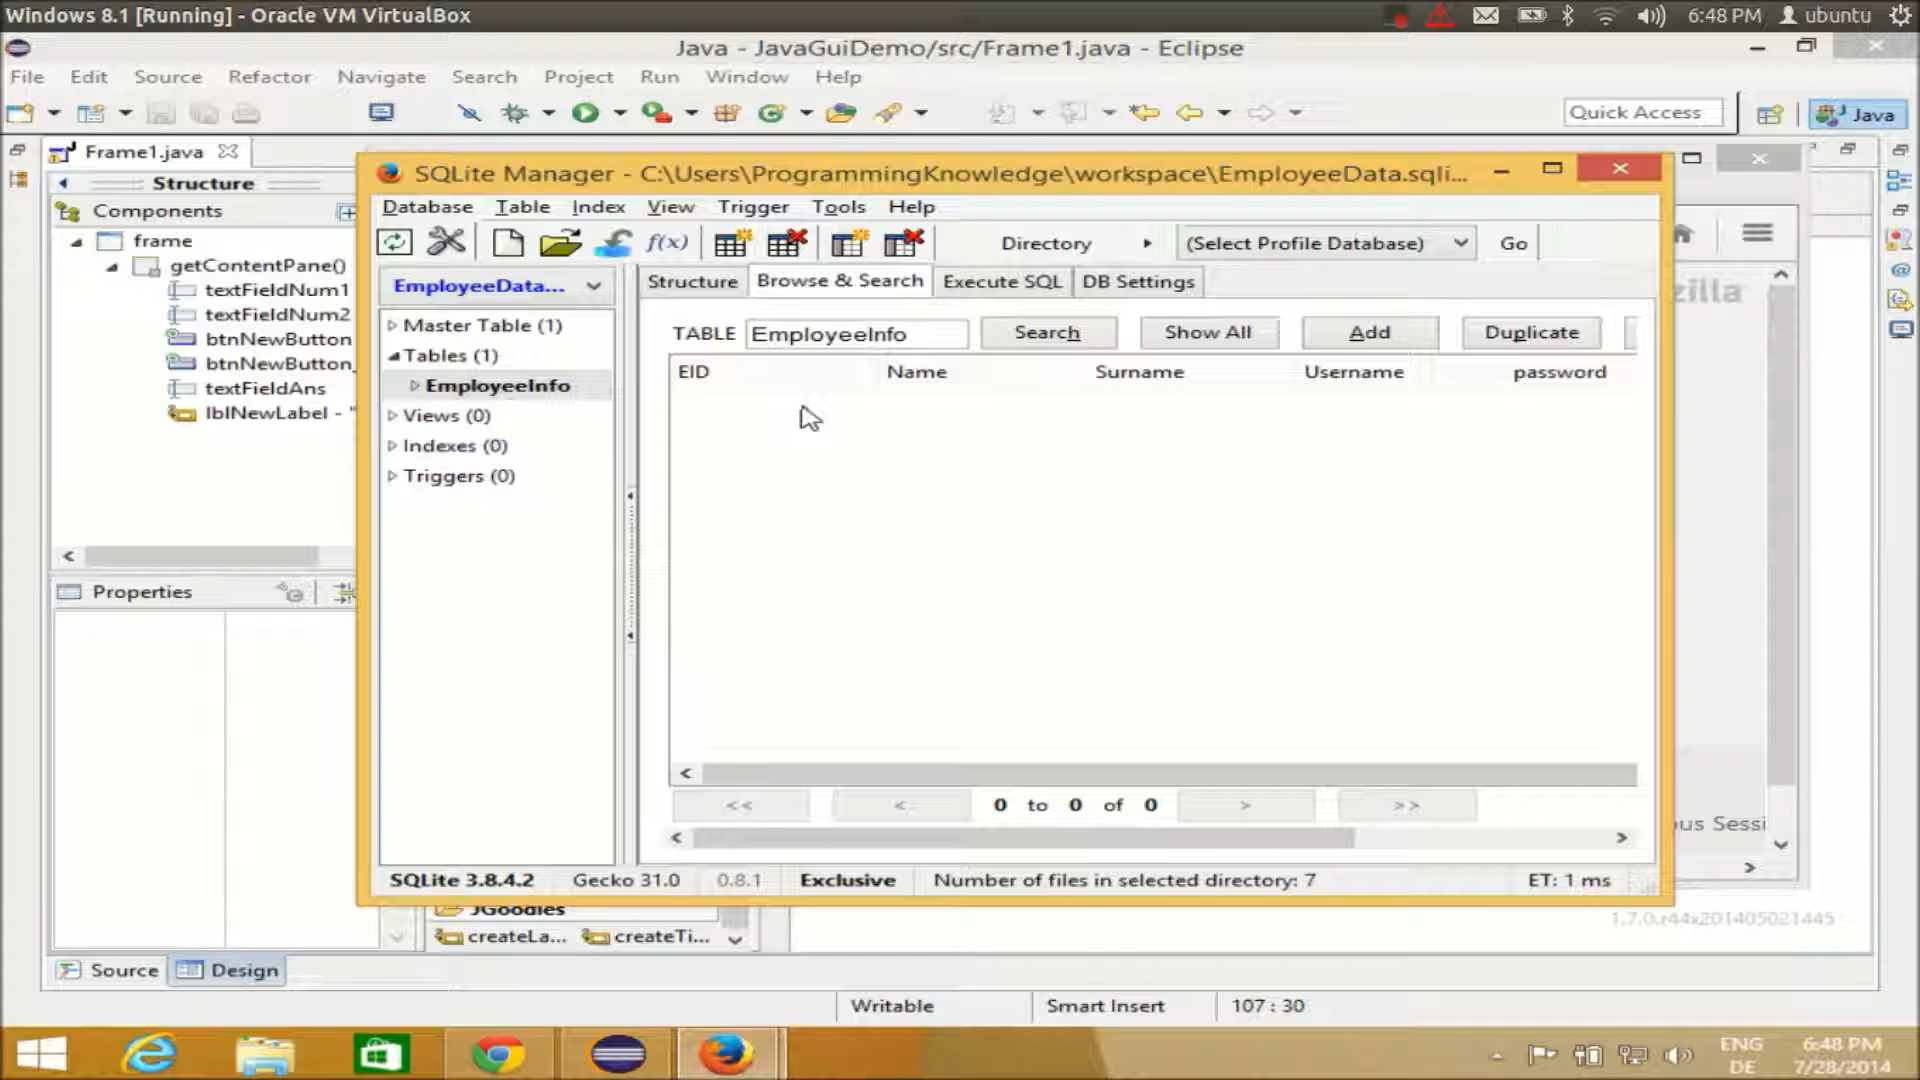 Windows 8.1 [Running] - Oracle VM VirtualBox
6:48 PM ubuntu
Java - JavaGuiDemo/src/Frame1.java - Eclipse
File Edit Source Refactor Navigate Search Project Run Window Help
Quick Access
Java
Frame1.java
Structure
Components
frame
getContentPane()
textFieldNum1
textFieldNum2
btnNewButton
btnNewButton_
textFieldAns
lblNewLabel - "
Properties
SQLite Manager - C:\Users\ProgrammingKnowledge\workspace\EmployeeData.sqli...
Database Table Index View Trigger Tools Help
f(x)
Directory
(Select Profile Database)
Go
EmployeeData...
Master Table (1)
Tables (1)
EmployeeInfo
Views (0)
Indexes (0)
Triggers (0)
Structure Browse & Search Execute SQL DB Settings
TABLE EmployeeInfo Search Show All Add Duplicate
EID Name Surname Username password
<< < 0 to 0 of 0 > >>
SQLite 3.8.4.2 Gecko 31.0 0.8.1 Exclusive Number of files in selected directory: 7 ET: 1 ms
zilla
us Sessi
JGoodies
createLa... createTi...
1.7.0.r44x201405021445
Source Design
Writable Smart Insert 107 : 30
ENG
DE
6:48 PM
7/28/2014